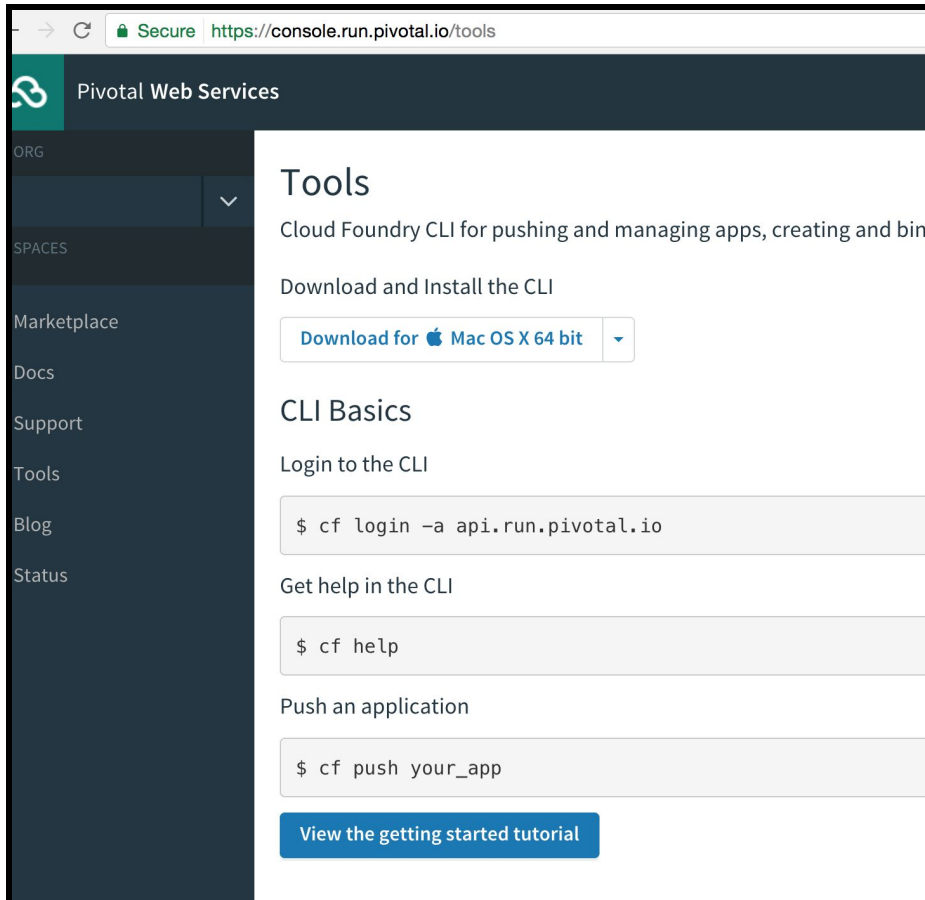 Secure https://console.run.pivotal.io/tools
Pivotal Web Services
ORG
SPACES
Marketplace
Docs
Support
Tools
Blog
Status
Tools
Cloud Foundry CLI for pushing and managing apps, creating and bin
Download and Install the CLI
Download for Mac OS X 64 bit
CLI Basics
Login to the CLI
$ cf login -a api.run.pivotal.io
Get help in the CLI
$ cf help
Push an application
$ cf push your_app
View the getting started tutorial